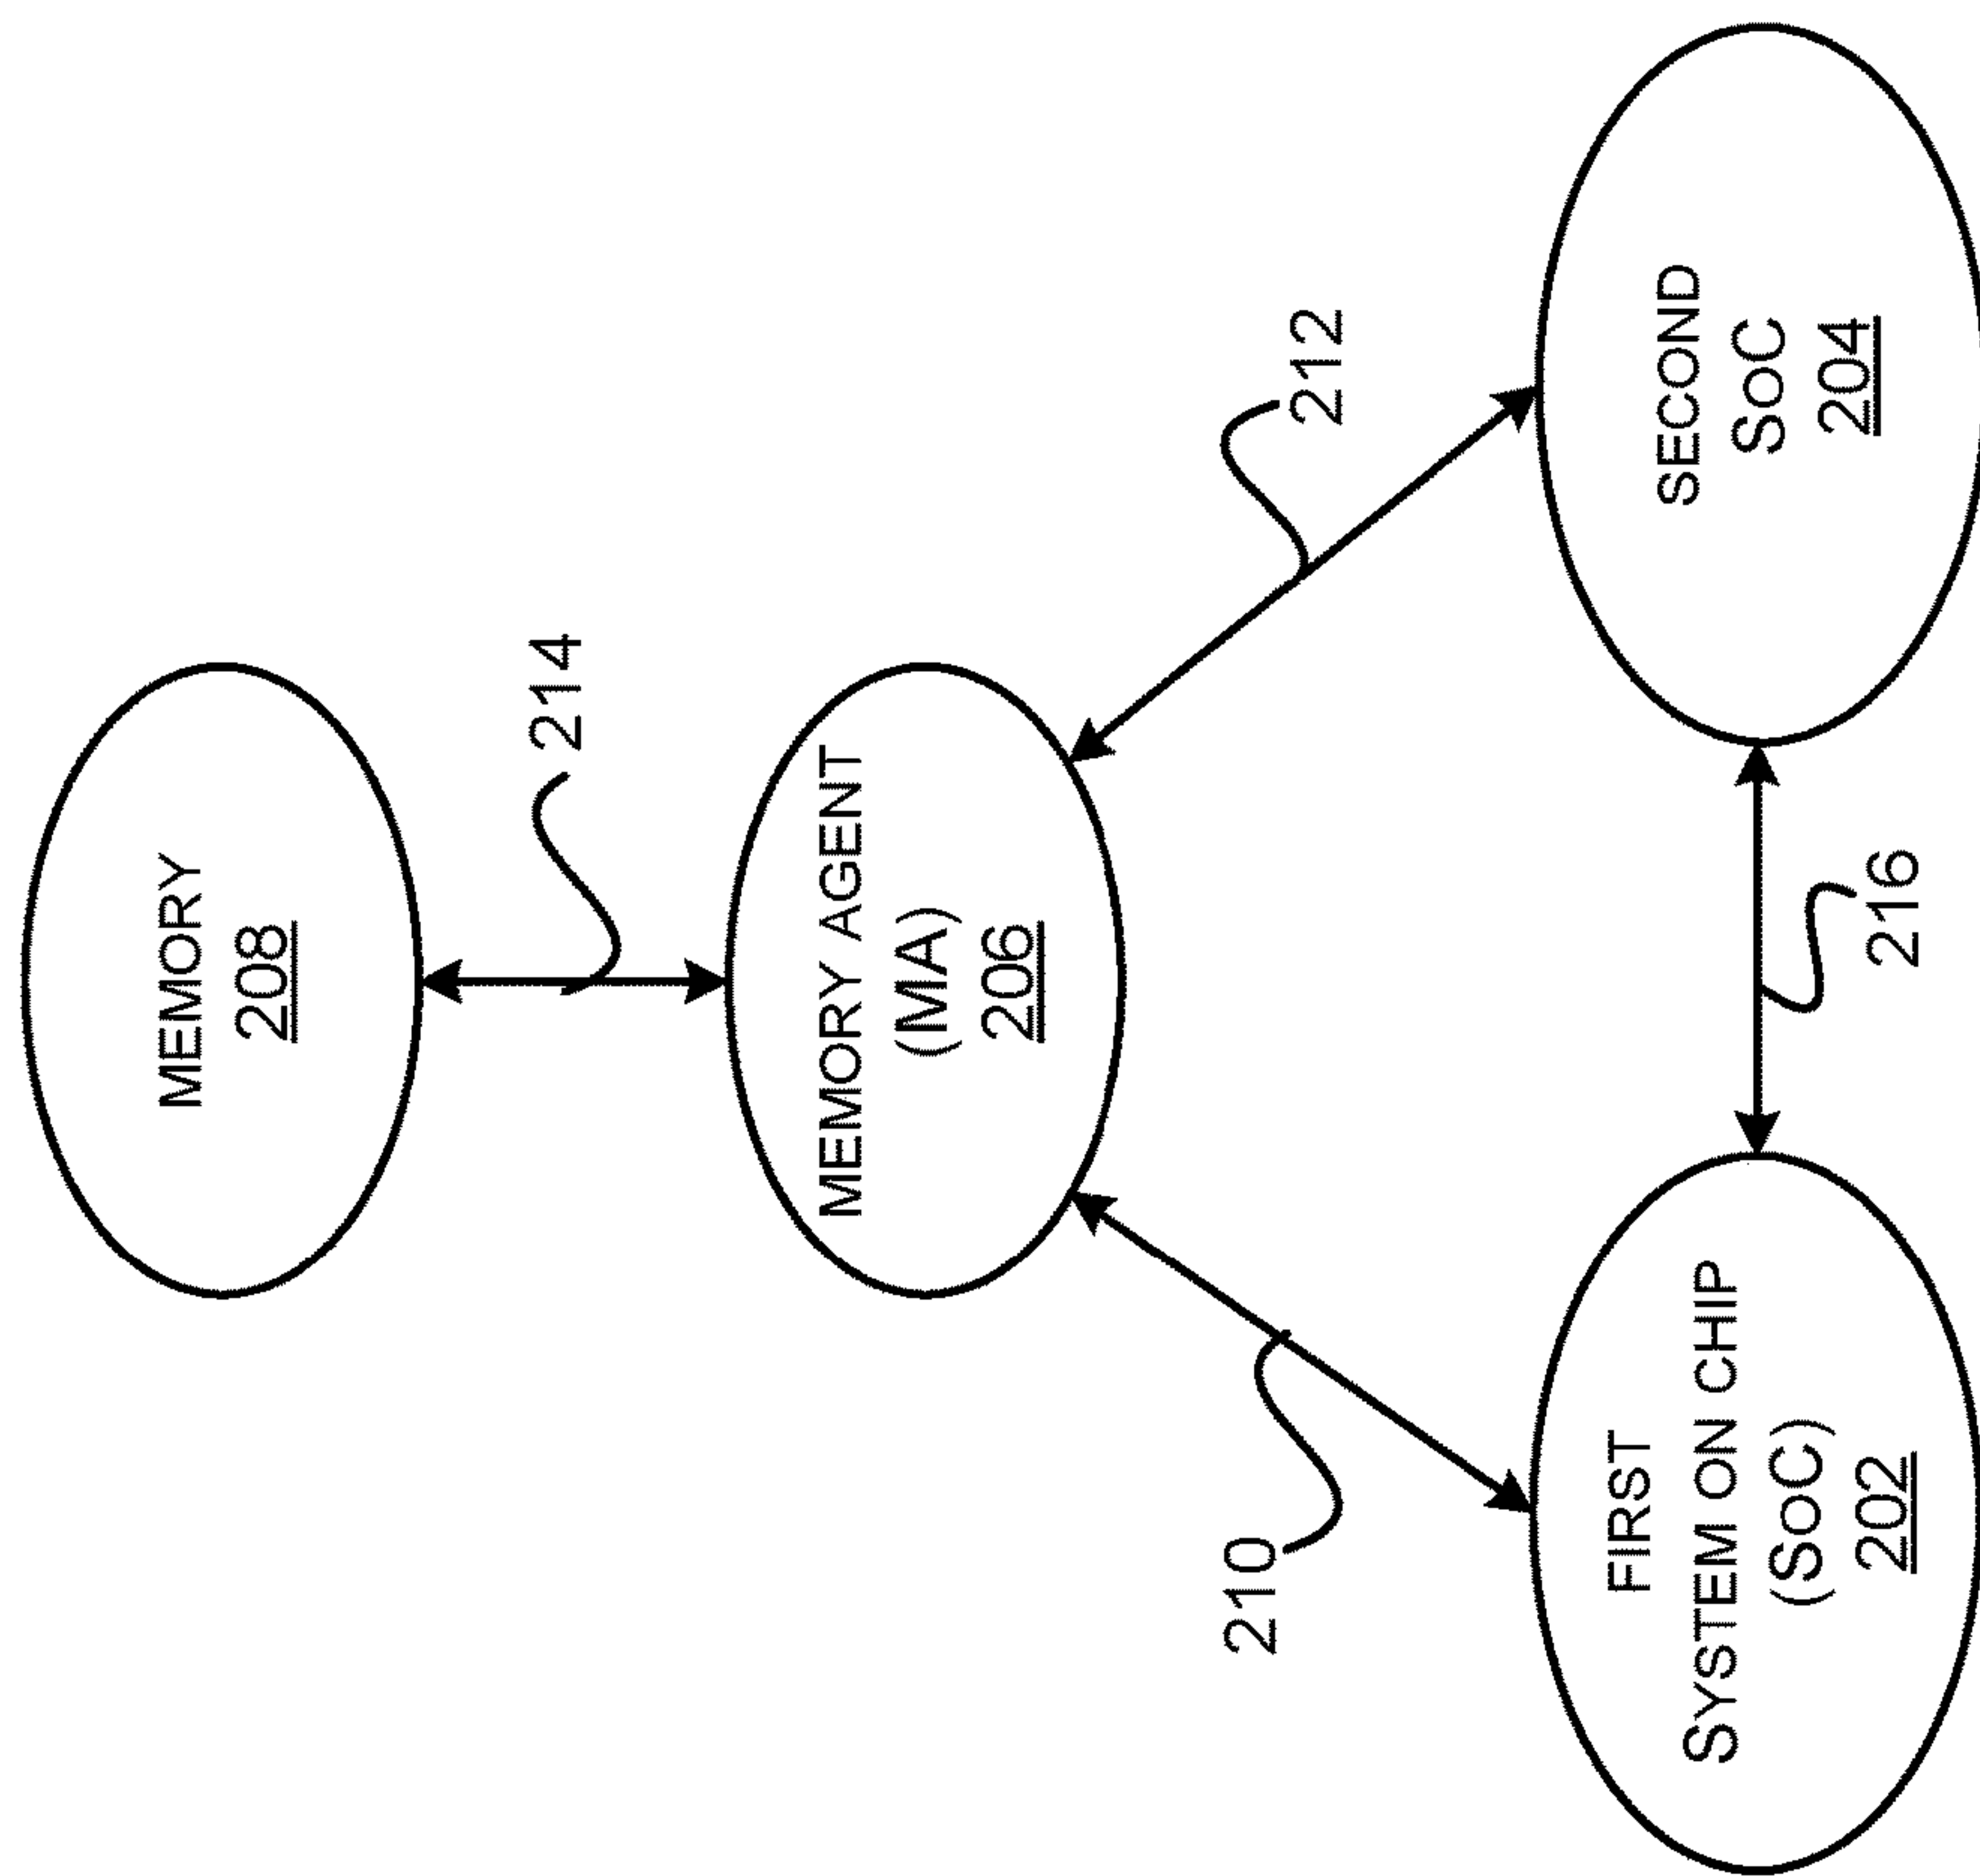 MEMORY
208
214
MEMORY AGENT
(MA)
206
210
212
FIRST
SYSTEM ON CHIP
(SOC)
202
216
SECOND
SOC
204